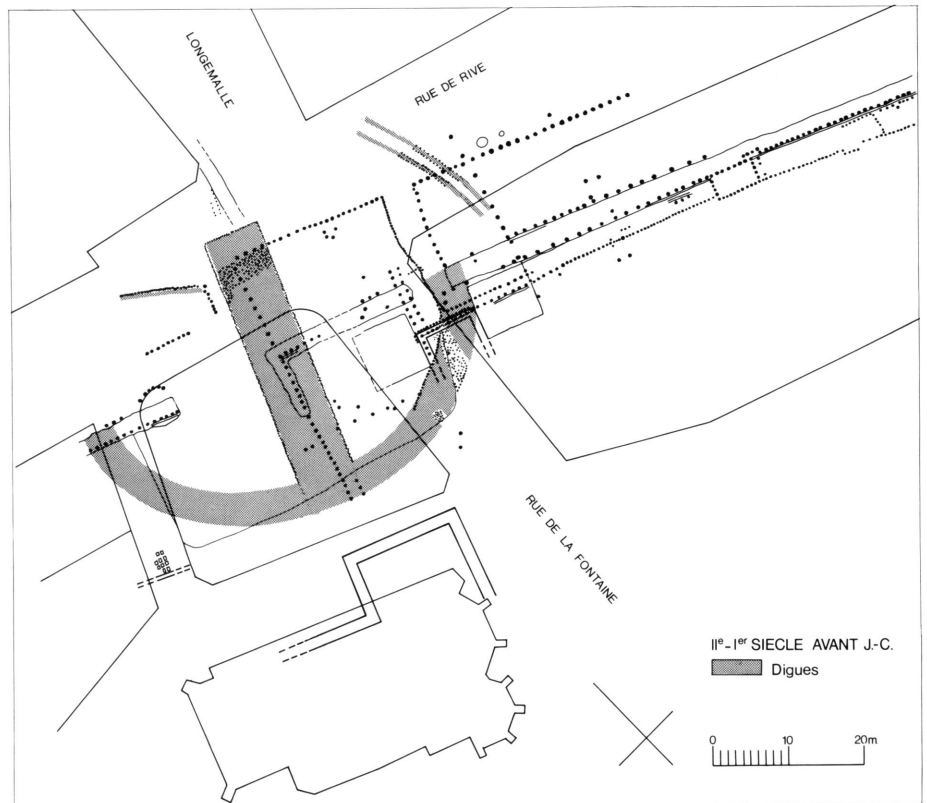 LONGEMALLE
RUE DE RIVE
RUE DE LA FONTAINE
IIe-Ier SIECLE AVANT J.-C.
Digues
0 10 20m